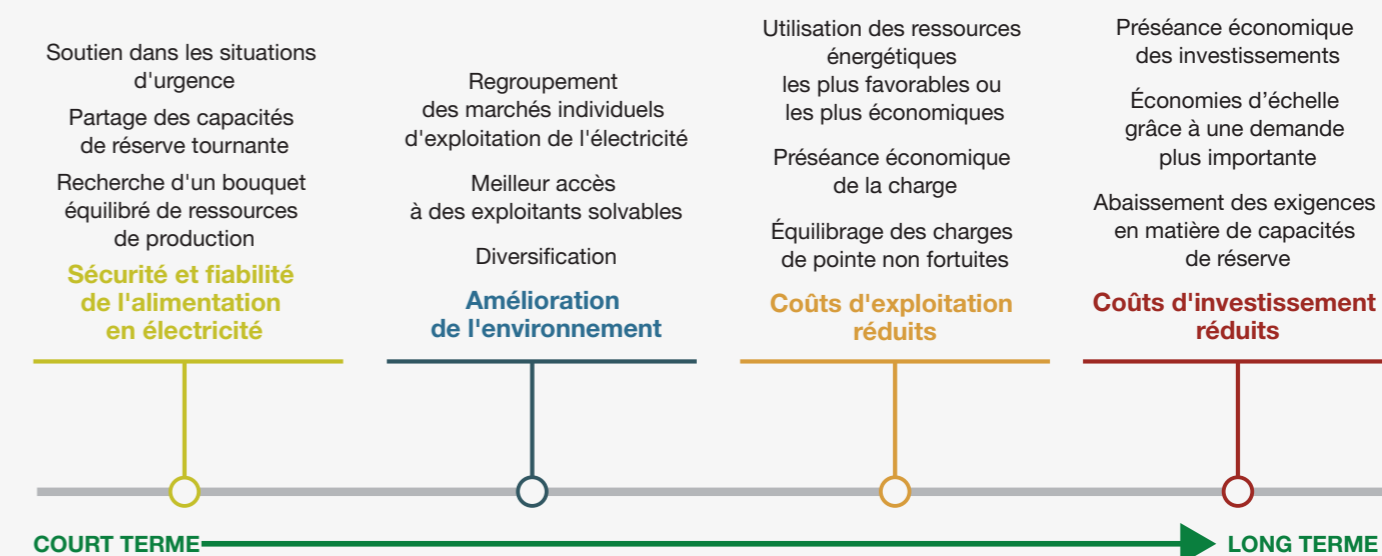 Soutien dans les situations
d'urgence
Partage des capacités
de réserve tournante
Recherche d'un bouquet
équilibré de ressources
de production
Sécurité et fiabilité
de l'alimentation
en électricité
Regroupement
des marchés individuels
d'exploitation de l'électricité
Meilleur accès
à des exploitants solvables
Diversification
Amélioration
de l'environnement
Utilisation des ressources
énergétiques
les plus favorables ou
les plus économiques
Préséance économique
de la charge
Équilibrage des charges
de pointe non fortuites
Coûts d'exploitation
réduits
Préséance économique
des investissements
Économies d’échelle
grâce à une demande
plus importante
Abaissement des exigences
en matière de capacités
de réserve
Coûts d'investissement
réduits
COURT TERME
LONG TERME